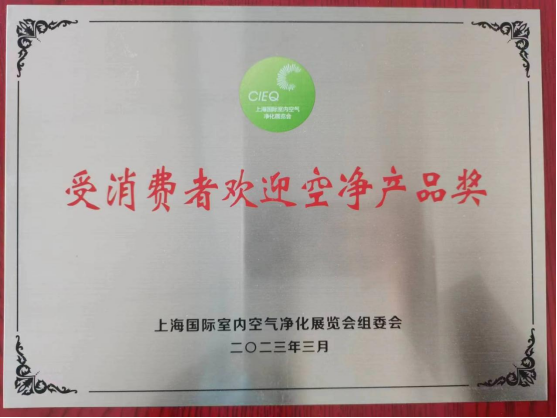 CIEQ
上海国际室内空气
净化展览会
受消费者欢迎空净产品奖
上海国际室内空气净化展览会组委会
二〇二三年三月